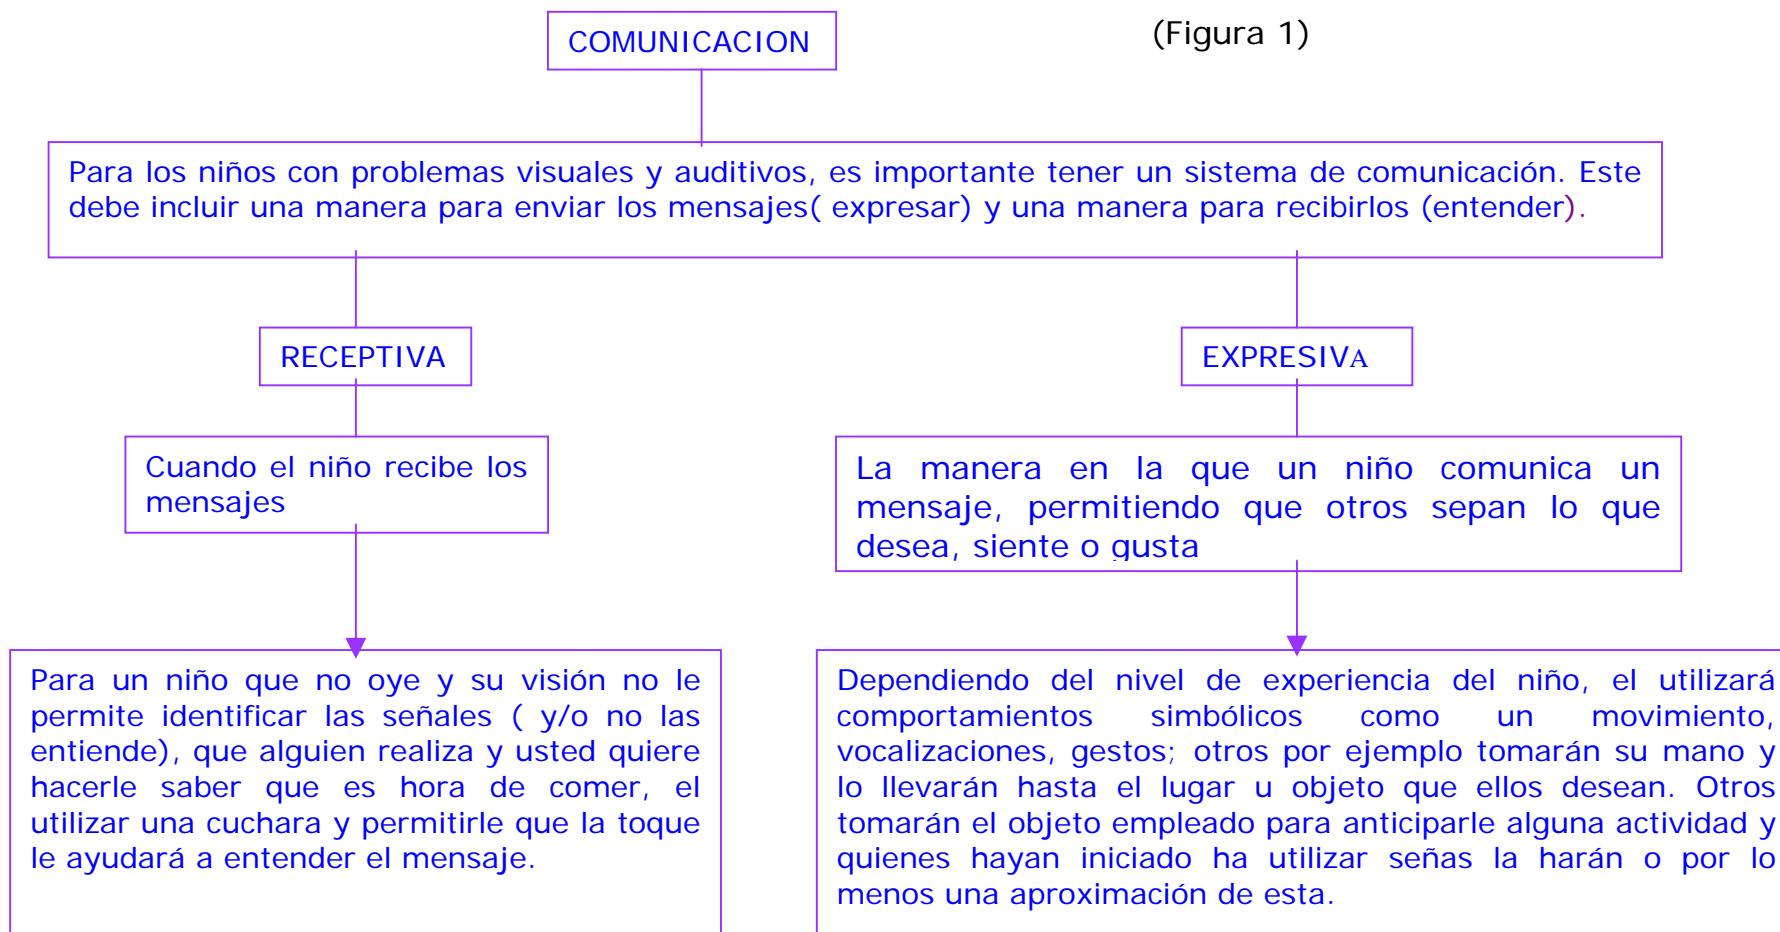 COMUNICACION
(Figura 1)
Para los niños con problemas visuales y auditivos, es importante tener un sistema de comunicación. Este
debe incluir una manera para enviar los mensajes( expresar) y una manera para recibirlos (entender).
RECEPTIVA
EXPRESIVA
Cuando el niño recibe los
mensajes
La manera en la que un niño comunica un
mensaje, permitiendo que otros sepan lo que
desea, siente o gusta
Para un niño que no oye y su visión no le
permite identificar las señales ( y/o no las
entiende), que alguien realiza y usted quiere
hacerle saber que es hora de comer, el
utilizar una cuchara y permitirle que la toque
le ayudará a entender el mensaje.
Dependiendo del nivel de experiencia del niño, el utilizará
comportamientos simbólicos como un movimiento,
vocalizaciones, gestos; otros por ejemplo tomarán su mano y
lo llevarán hasta el lugar u objeto que ellos desean. Otros
tomarán el objeto empleado para anticiparle alguna actividad y
quienes hayan iniciado ha utilizar señas la harán o por lo
menos una aproximación de esta.